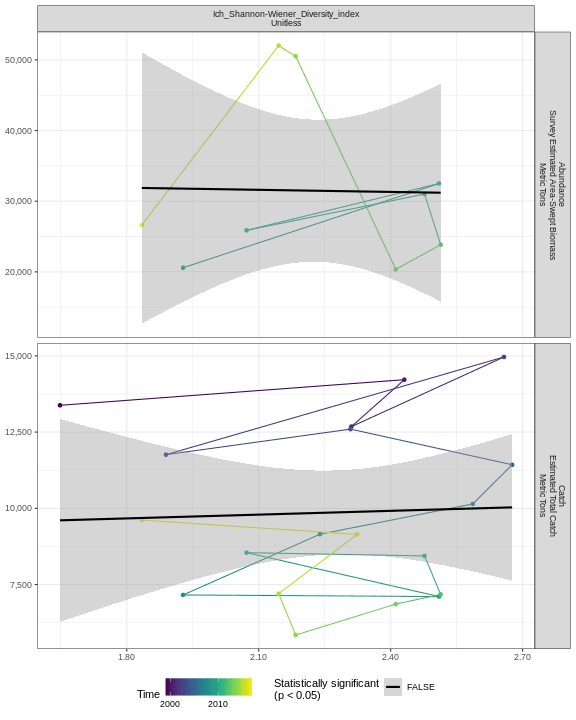 Ich_Shannon-Wiener_Diversity_index
Unitless
50,000
40,000
30,000
20,000
Abundance
Survey Estimated Area-Swept Biomass
Metric Tons
15,000
12,500
10,000
7,500
Catch
Estimated Total Catch
Metric Tons
1.80
2.10
2.40
2.70
Time
2000
2010
Statistically significant
(p < 0.05)
FALSE